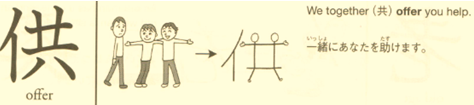 供
offer
We together (共) offer you help.
いっしょ たす
一緒にあなたを助けます。